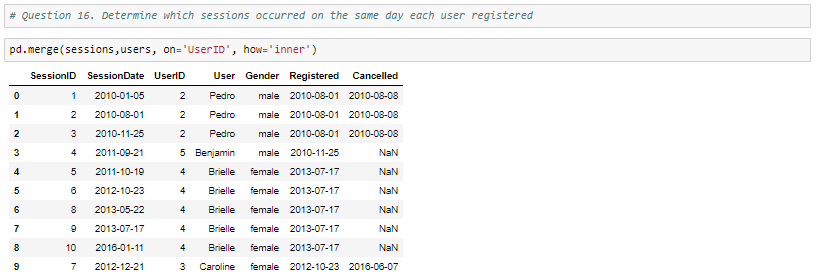 # Question 16. Determine which sessions occurred on the same day each user registered
pd.merge(sessions,users, on='UserID', how='inner')
SessionID SessionDate UserID User Gender Registered Cancelled
0 1 2010-01-05 2 Pedro male 2010-08-01 2010-08-08
1 2 2010-08-01 2 Pedro male 2010-08-01 2010-08-08
2 3 2010-11-25 2 Pedro male 2010-08-01 2010-08-08
3 4 2011-09-21 5 Benjamin male 2010-11-25 NaN
4 5 2011-10-19 4 Brielle female 2013-07-17 NaN
5 6 2012-10-23 4 Brielle female 2013-07-17 NaN
6 8 2013-05-22 4 Brielle female 2013-07-17 NaN
7 9 2013-07-17 4 Brielle female 2013-07-17 NaN
8 10 2016-01-11 4 Brielle female 2013-07-17 NaN
9 7 2012-12-21 3 Caroline female 2012-10-23 2016-06-07